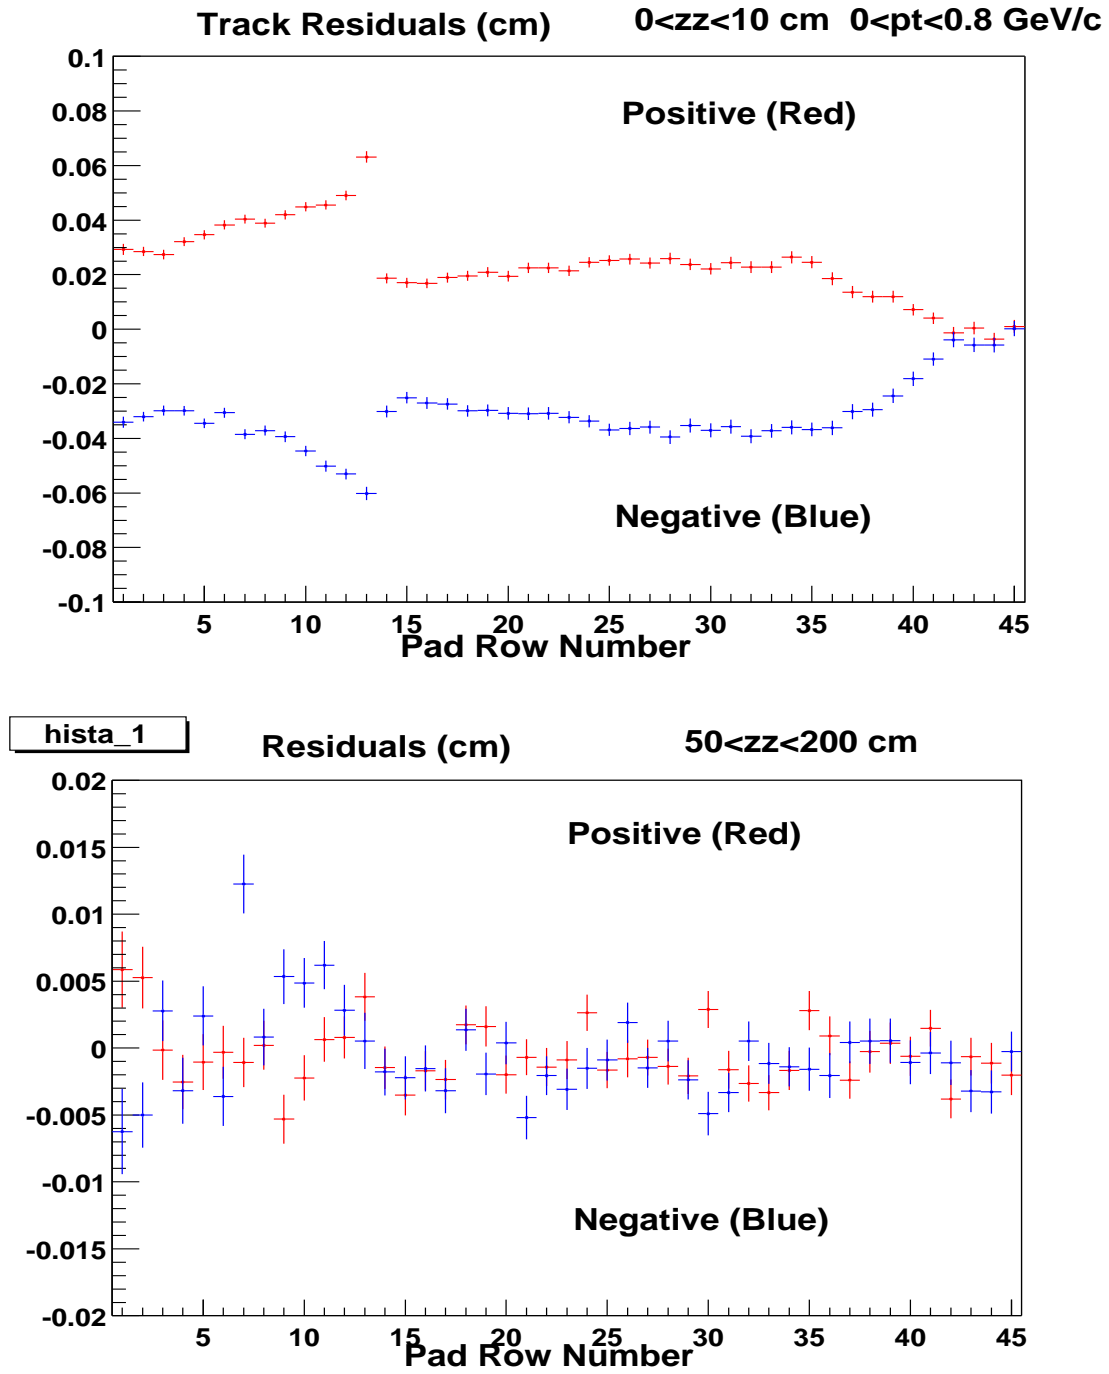 Track Residuals (cm) 0<zz<10 cm 0<pt<0.8 GeV/c
0.1
0.08
Positive (Red)
0.06
0.04
0.02
0
-0.02
-0.04
-0.06
Negative (Blue)
-0.08
-0.1
5 10 15 20 25 30 35 40 45
Pad Row Number
hista_1
Residuals (cm) 50<zz<200 cm
0.02
Positive (Red)
0.015
0.01
0.005
0
-0.005
-0.01
Negative (Blue)
-0.015
-0.02
5 10 15 20 25 30 35 40 45
Pad Row Number